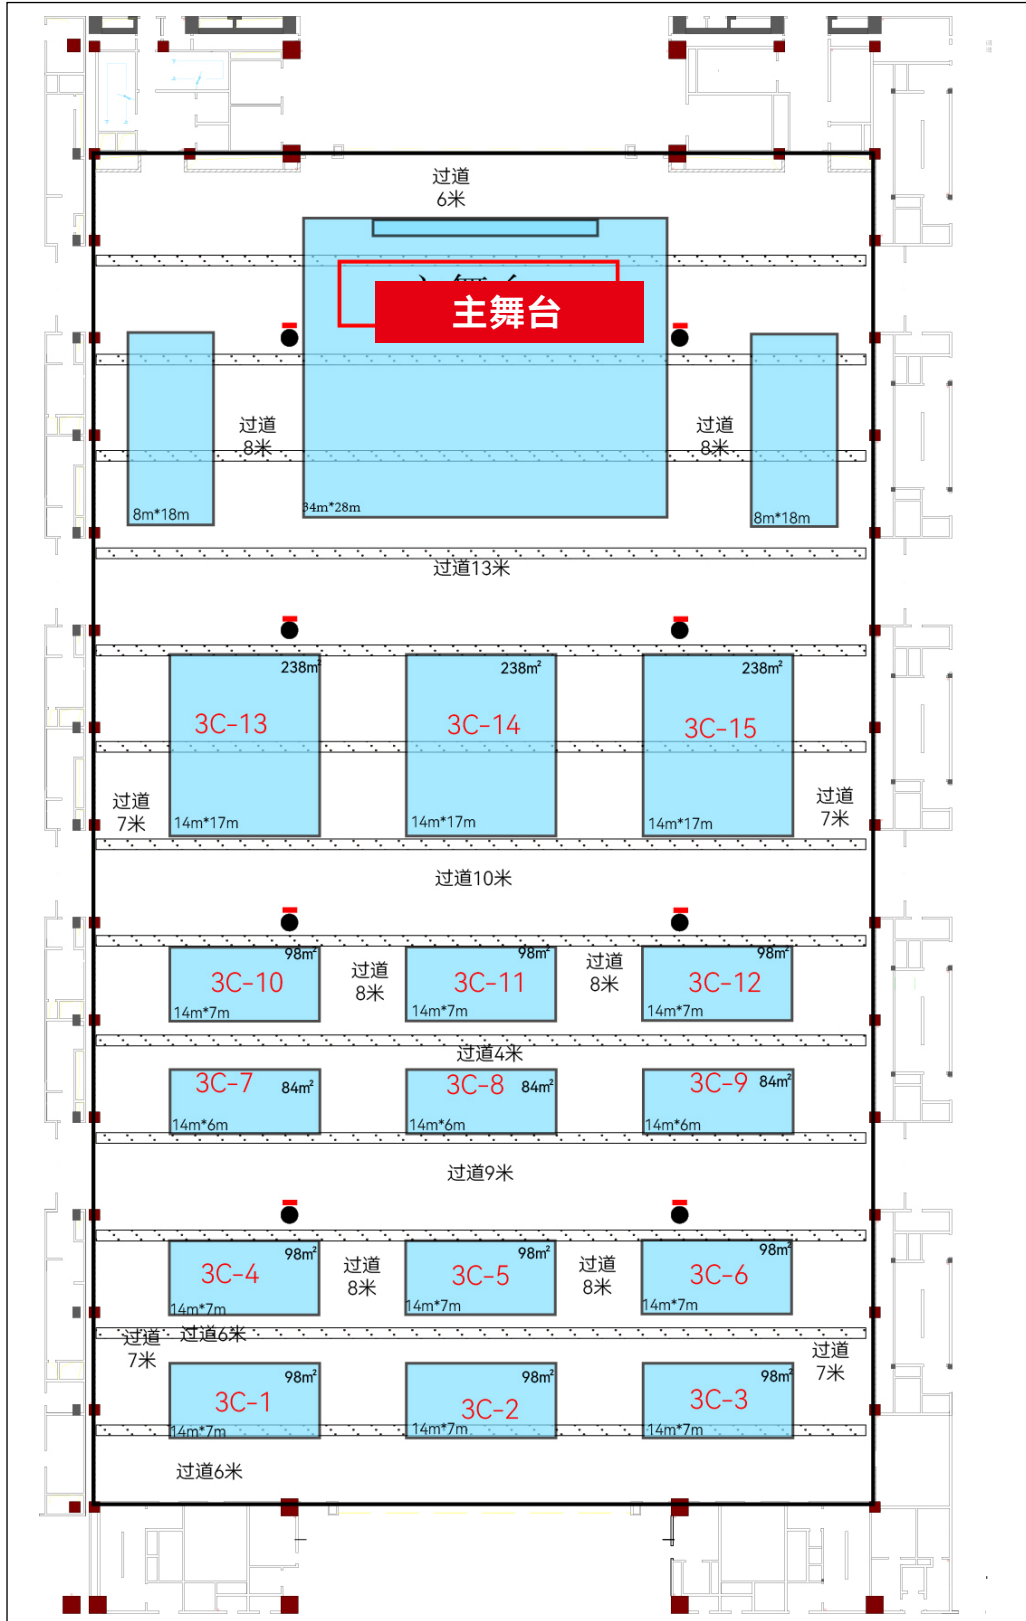 过道
6米
主舞台
过道
8米
过道
8米
8m*18m
34m*28m
8m*18m
过道13米
238㎡
238㎡
238㎡
3C-13
3C-14
3C-15
过道
7米
过道
7米
14m*17m
14m*17m
14m*17m
过道10米
98㎡
98㎡
98㎡
3C-10
过道
8米
3C-11
过道
8米
3C-12
14m*7m
14m*7m
14m*7m
过道4米
3C-7
84㎡
3C-8
84㎡
3C-9
84㎡
14m*6m
14m*6m
14m*6m
过道9米
98㎡
98㎡
98㎡
3C-4
过道
8米
3C-5
过道
8米
3C-6
14m*7m
14m*7m
14m*7m
过道
7米
过道6米
过道
7米
98㎡
98㎡
98㎡
3C-1
3C-2
3C-3
14m*7m
14m*7m
14m*7m
过道6米